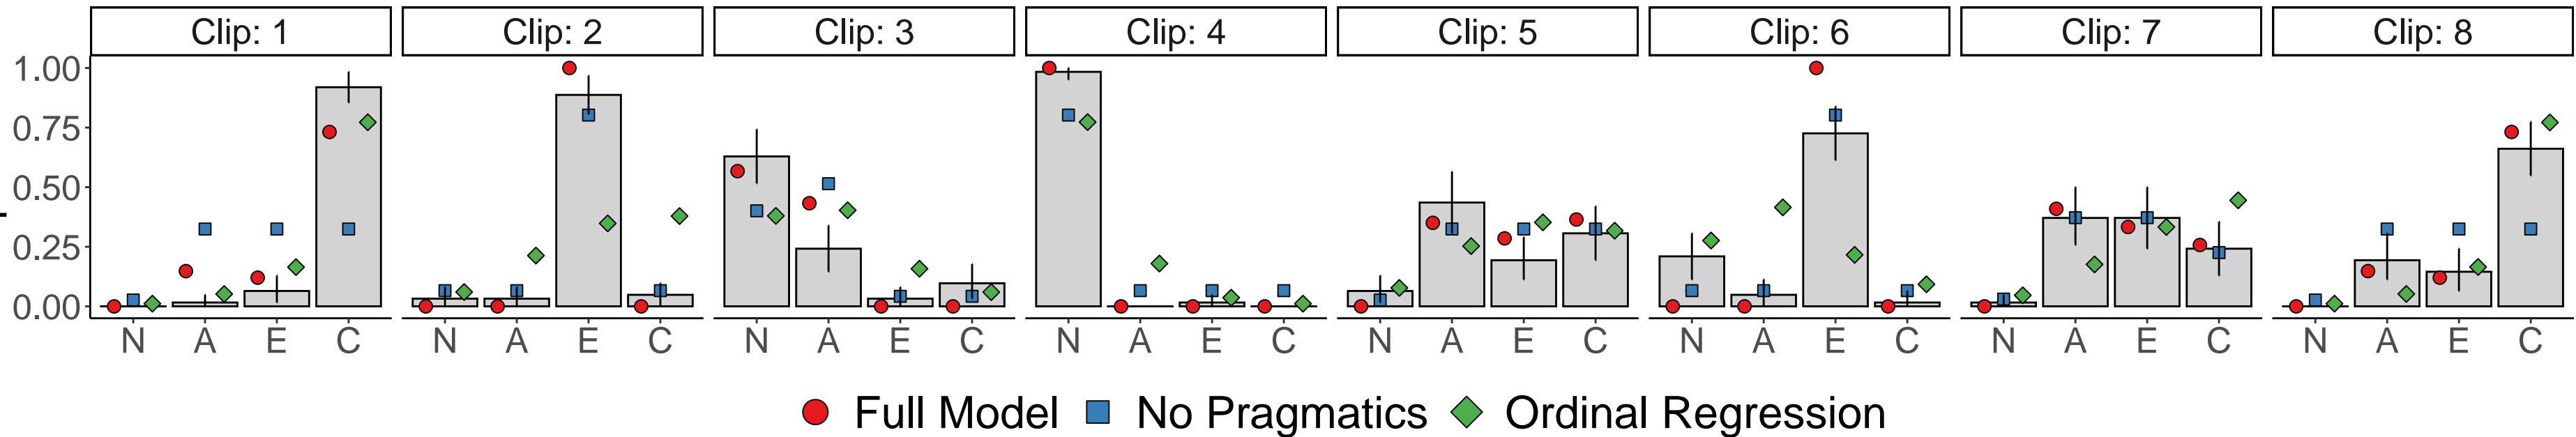 Clip: 1 Clip: 2 Clip: 3 Clip: 4 Clip: 5 Clip: 6 Clip: 7 Clip: 8
1.00
0.75
0.50
0.25
0.00
N A E C N A E C N A E C N A E C N A E C N A E C N A E C N A E C
Full Model No Pragmatics Ordinal Regression